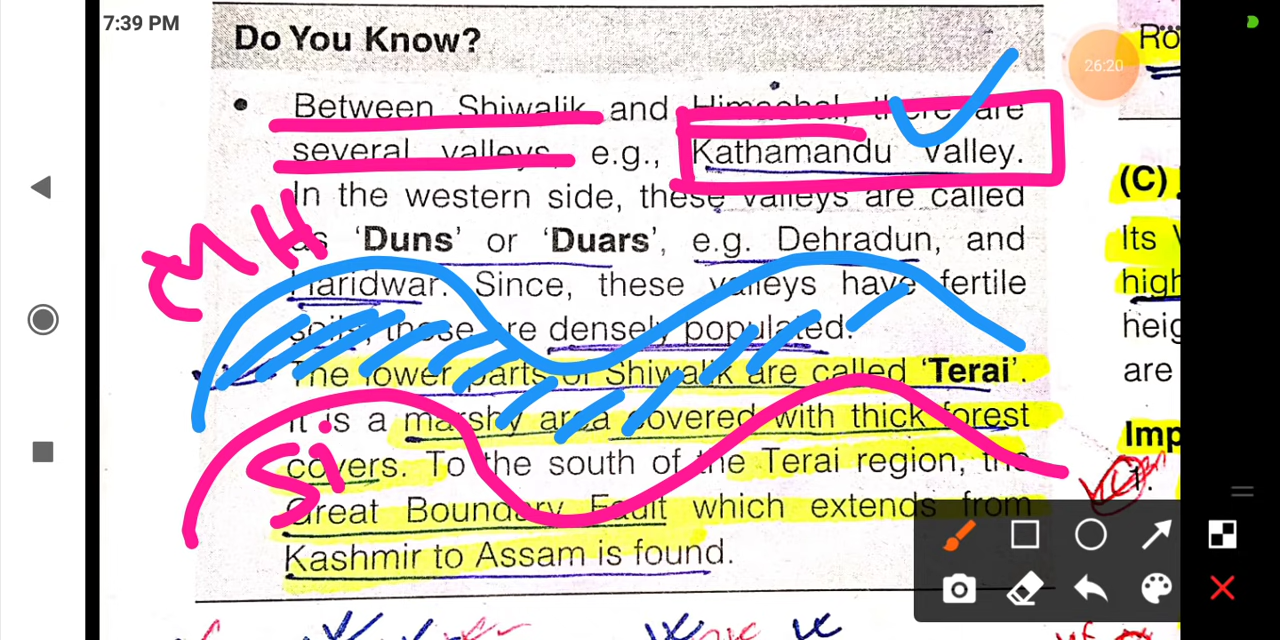 7:39 PM
26:20
Do You Know?
• Between Shiwalik and Himachal, there are
several valleys, e.g., Kathamandu valley.
In the western side, these valleys are called
as 'Duns' or 'Duars', e.g. Dehradun, and
Haridwar. Since, these valleys have fertile
soils, these are densely populated.
The lower parts of Shiwalik are called 'Terai'.
It is a marshy area covered with thick forest
covers. To the south of the Terai region, the
Great Boundary Fault which extends from
Kashmir to Assam is found.
MH
Si
Ro
(C)
Its
high
heig
are
Imp
1.